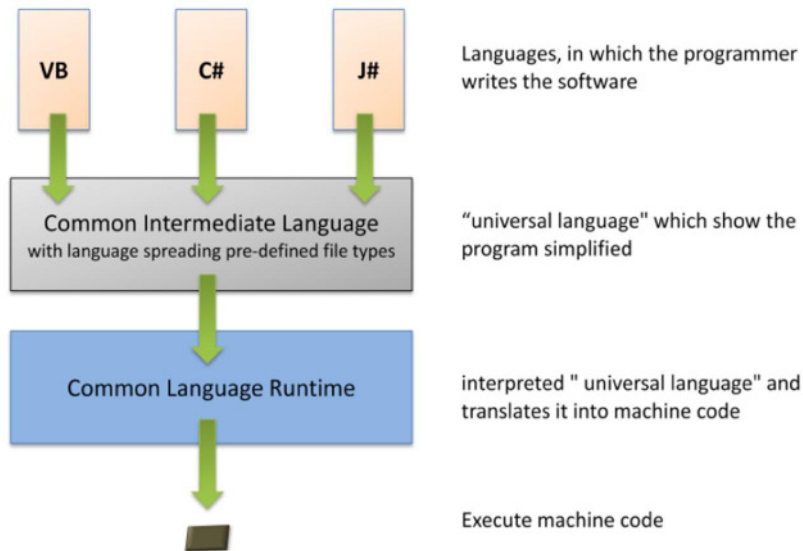 VB
C#
J#
Languages, in which the programmer
writes the software
Common Intermediate Language
with language spreading pre-defined file types
“universal language" which show the
program simplified
Common Language Runtime
interpreted " universal language" and
translates it into machine code
Execute machine code